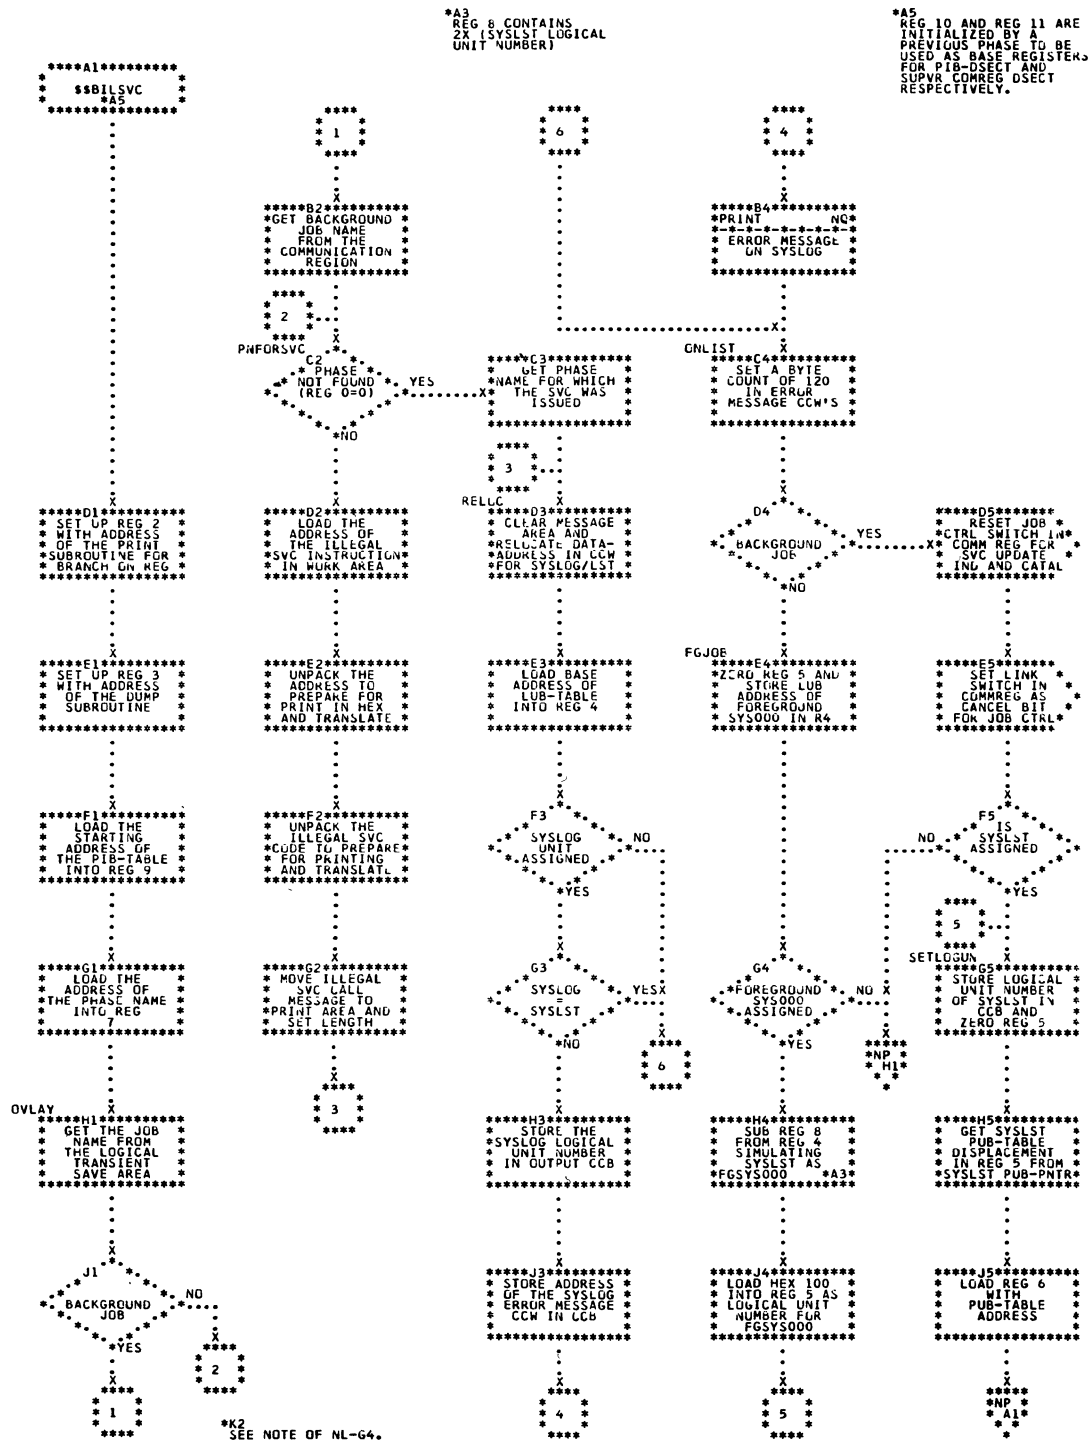 *A3
REG 8 CONTAINS
2X (SYSLST LOGICAL
UNIT NUMBER)
*A5
REG 10 AND REG 11 ARE
INITIALIZED BY A
PREVIOUS PHASE TO BE
USED AS BASE REGISTERS
FOR PIB-DSECT AND
SUPVR COMREG DSECT
RESPECTIVELY.
A1
$$BILSVC
*A5
1
6
4
B2
GET BACKGROUND
JOB NAME
FROM THE
COMMUNICATION
REGION
B4
PRINT NQ
ERROR MESSAGE
ON SYSLOG
2
PNFORSVC
C2
PHASE
NOT FOUND
(REG 0=0)
YES
NO
C3
GET PHASE
NAME FOR WHICH
THE SVC WAS
ISSUED
ONLIST
C4
SET A BYTE
COUNT OF 120
IN ERROR
MESSAGE CCW'S
3
RELOC
D1
SET UP REG 2
WITH ADDRESS
OF THE PRINT
SUBROUTINE FOR
BRANCH ON REG
D2
LOAD THE
ADDRESS OF
THE ILLEGAL
SVC INSTRUCTION
IN WORK AREA
D3
CLEAR MESSAGE
AREA AND
RELOCATE DATA-
ADDRESS IN CCW
FOR SYSLOG/LST
D4
BACKGROUND
JOB
YES
NO
D5
RESET JOB
CTRL SWITCH IN
COMM REG FOR
SVC UPDATE
IND AND CATAL
E1
SET UP REG 3
WITH ADDRESS
OF THE DUMP
SUBROUTINE
E2
UNPACK THE
ADDRESS TO
PREPARE FOR
PRINT IN HEX
AND TRANSLATE
E3
LOAD BASE
ADDRESS OF
LUB-TABLE
INTO REG 4
FGJOB
E4
ZERO REG 5 AND
STORE LUB
ADDRESS OF
FOREGROUND
SYS000 IN R4
E5
SET LINK
SWITCH IN
COMMREG AS
CANCEL BIT
FOR JOB CTRL
F1
LOAD THE
STARTING
ADDRESS OF
THE PIB-TABLE
INTO REG 9
F2
UNPACK THE
ILLEGAL SVC
CODE TO PREPARE
FOR PRINTING
AND TRANSLATE
F3
SYSLOG
UNIT
ASSIGNED
NO
YES
F5
IS
SYSLST
ASSIGNED
NO
YES
5
SETLOGUN
G1
LOAD THE
ADDRESS OF
THE PHASE NAME
INTO REG
7
G2
MOVE ILLEGAL
SVC CALL
MESSAGE TO
PRINT AREA AND
SET LENGTH
G3
SYSLOG
=
SYSLST
YES
NO
G4
FOREGROUND
SYS000
ASSIGNED
NO
YES
G5
STORE LOGICAL
UNIT NUMBER
OF SYSLST IN
CCB AND
ZERO REG 5
3
6
NP
H1
OVLAY
H1
GET THE JOB
NAME FROM
THE LOGICAL
TRANSIENT
SAVE AREA
H3
STORE THE
SYSLOG LOGICAL
UNIT NUMBER
IN OUTPUT CCB
H4
SUB REG 8
FROM REG 4
SIMULATING
SYSLST AS
FGSYS000 *A3
H5
GET SYSLST
PUB-TABLE
DISPLACEMENT
IN REG 5 FROM
SYSLST PUB-PNTR
J1
BACKGROUND
JOB
NO
YES
J3
STORE ADDRESS
OF THE SYSLOG
ERROR MESSAGE
CCW IN CCB
J4
LOAD HEX 100
INTO REG 5 AS
LOGICAL UNIT
NUMBER FOR
FGSYS000
J5
LOAD REG 6
WITH
PUB-TABLE
ADDRESS
2
1
4
5
NP
A1
*K2
SEE NOTE OF NL-G4.